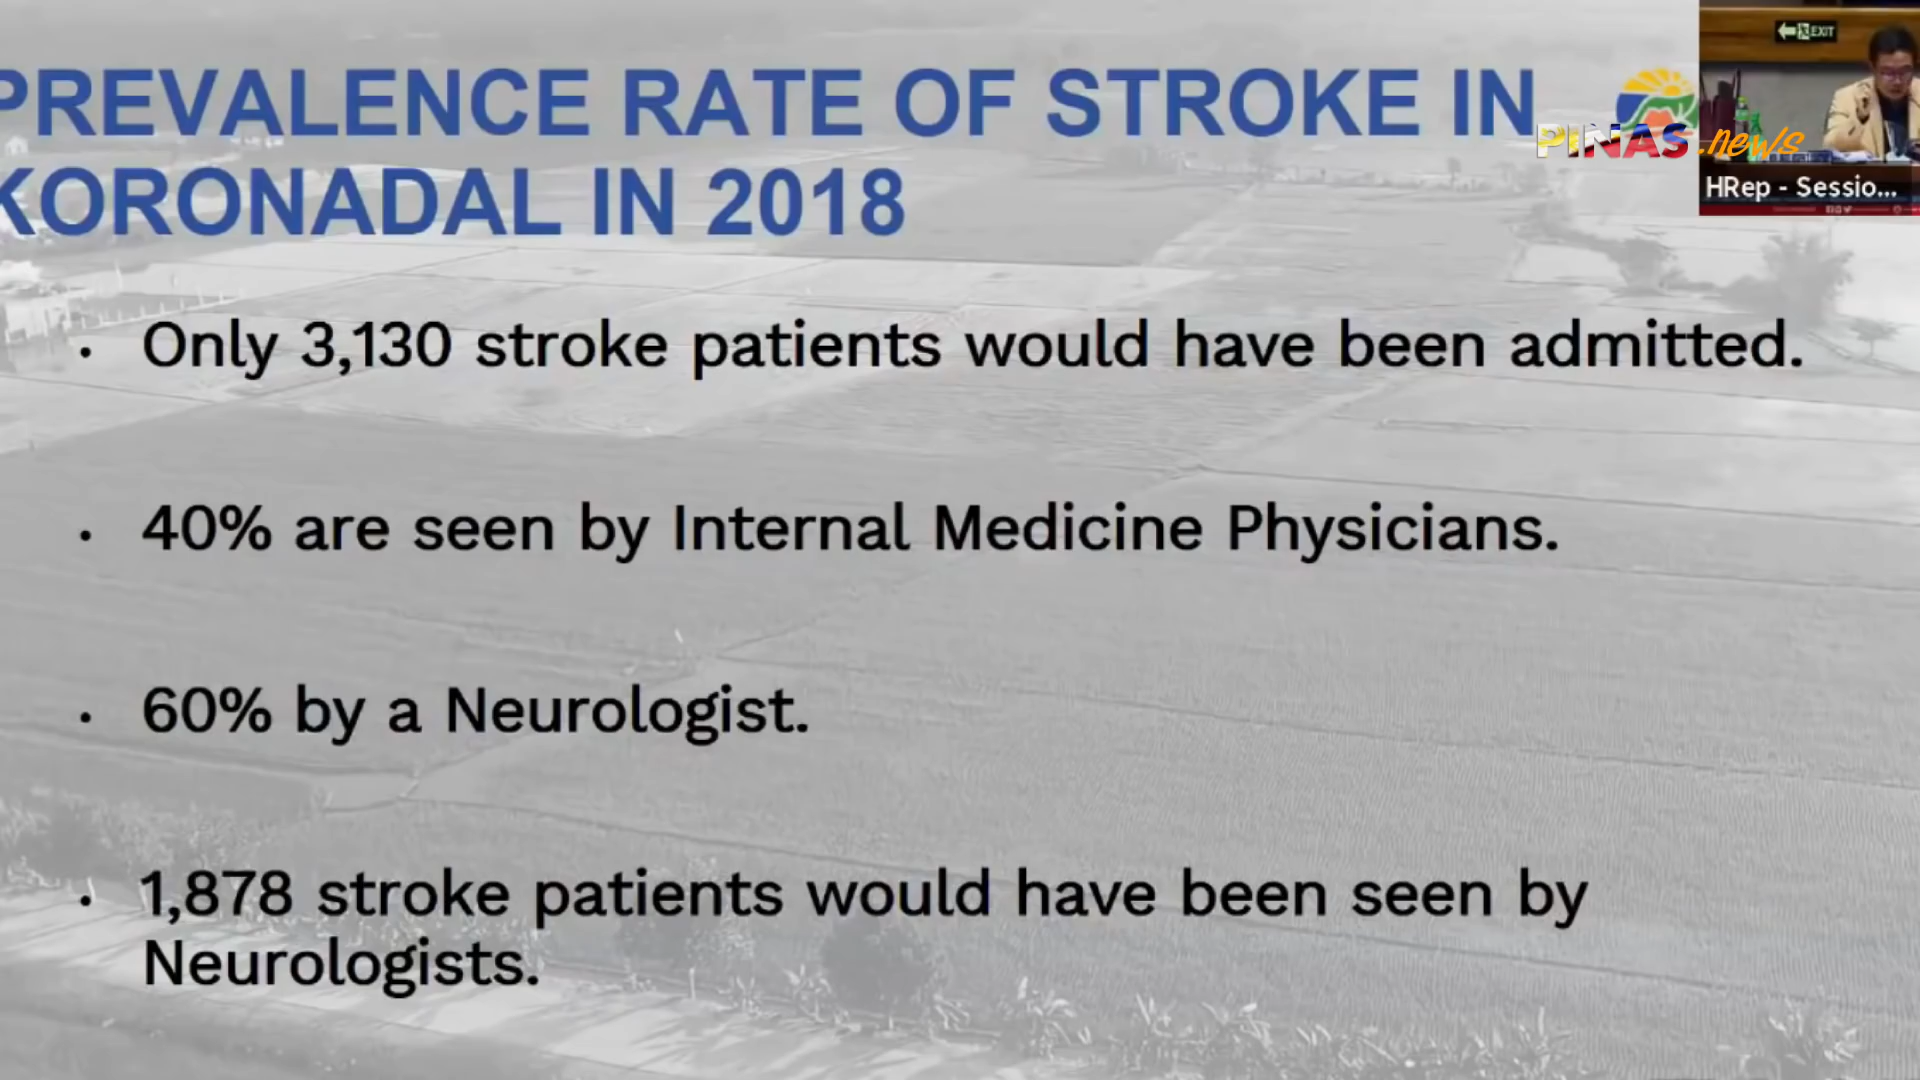 PREVALENCE RATE OF STROKE IN
KORONADAL IN 2018
EXIT
PINAS.news
HRep - Sessio...
• Only 3,130 stroke patients would have been admitted.
• 40% are seen by Internal Medicine Physicians.
• 60% by a Neurologist.
• 1,878 stroke patients would have been seen by
Neurologists.